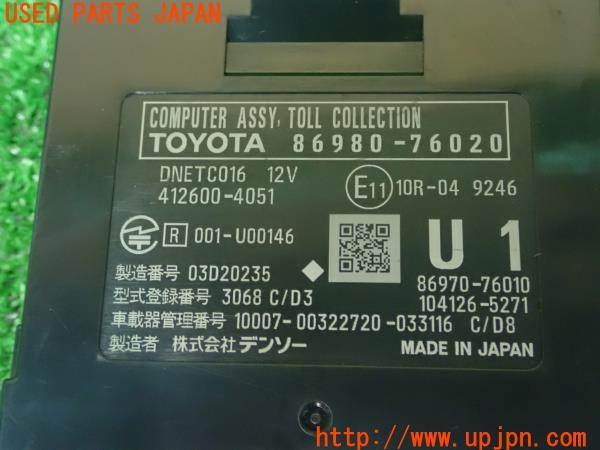 USED PARTS JAPAN
COMPUTER ASSY, TOLL COLLECTION
TOYOTA 86980-76020
DNETC016 12V
412600-4051
E11 10R-04 9246
R 001-U00146
U1
製造番号 03D20235
86970-76010
型式登録番号 3068 C/D3
104126-5271
車載器管理番号 10007-00322720-033116 C/D8
製造者 株式会社デンソー MADE IN JAPAN
http://www.upjpn.com/